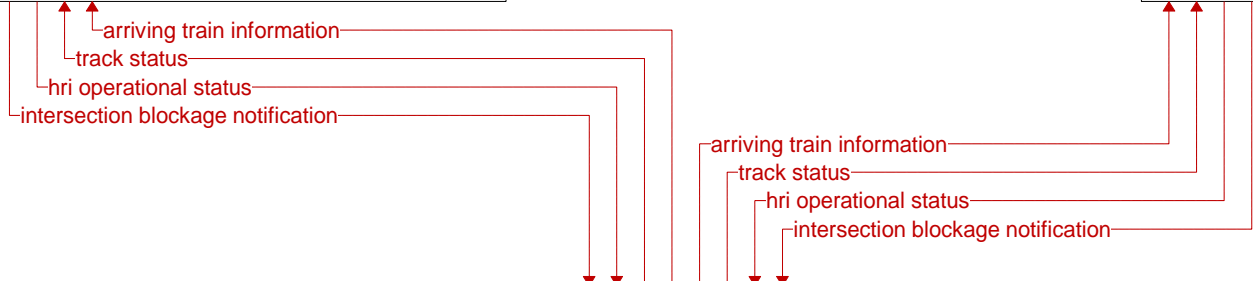 arriving train information
track status
hri operational status
intersection blockage notification
arriving train information
track status
hri operational status
intersection blockage notification